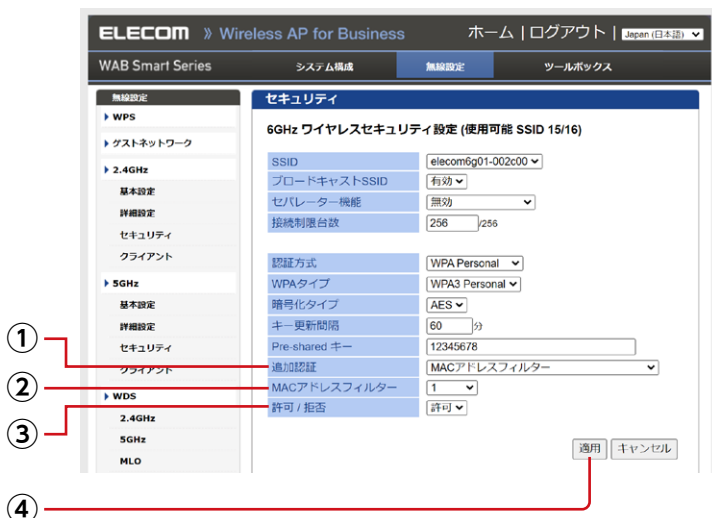 ELECOM » Wireless AP for Business ホーム | ログアウト | Japan (日本語)
WAB Smart Series システム構成 無線設定 ツールボックス
無線設定
WPS
ゲストネットワーク
2.4GHz
基本設定
詳細設定
セキュリティ
クライアント
5GHz
基本設定
詳細設定
セキュリティ
クライアント
WDS
2.4GHz
5GHz
MLO
セキュリティ
6GHz ワイヤレスセキュリティ設定 (使用可能 SSID 15/16)
SSID elecom6g01-002c00
ブロードキャストSSID 有効
セパレーター機能 無効
接続制限台数 256 /256
認証方式 WPA Personal
WPAタイプ WPA3 Personal
暗号化タイプ AES
キー更新間隔 60 分
Pre-shared キー 12345678
① 追加認証 MACアドレスフィルター
② MACアドレスフィルター 1
③ 許可 / 拒否 許可
適用 キャンセル
④